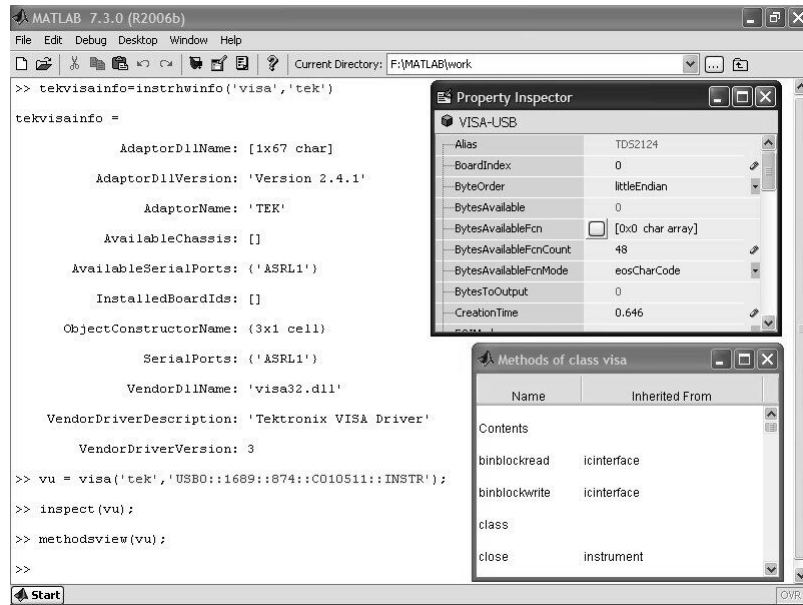 MATLAB 7.3.0 (R2006b)
File Edit Debug Desktop Window Help
Current Directory: F:\MATLAB\work
>> tekvisainfo=instrhwinfo('visa','tek')
tekvisainfo =
AdaptorDllName: [1x67 char]
AdaptorDllVersion: 'Version 2.4.1'
AdaptorName: 'TEK'
AvailableChassis: []
AvailableSerialPorts: {'ASRL1'}
InstalledBoardIds: []
ObjectConstructorName: {3x1 cell}
SerialPorts: {'ASRL1'}
VendorDllName: 'visa32.dll'
VendorDriverDescription: 'Tektronix VISA Driver'
VendorDriverVersion: 3
>> vu = visa('tek','USB0::1689::874::C010511::INSTR');
>> inspect(vu);
>> methodsview(vu);
>>
Property Inspector
VISA-USB
Alias TDS2124
BoardIndex 0
ByteOrder littleEndian
BytesAvailable 0
BytesAvailableFcn [0x0 char array]
BytesAvailableFcnCount 48
BytesAvailableFcnMode eosCharCode
BytesToOutput 0
CreationTime 0.646
Methods of class visa
Name Inherited From
Contents
binblockread icinterface
binblockwrite icinterface
class
close instrument
Start
OVR